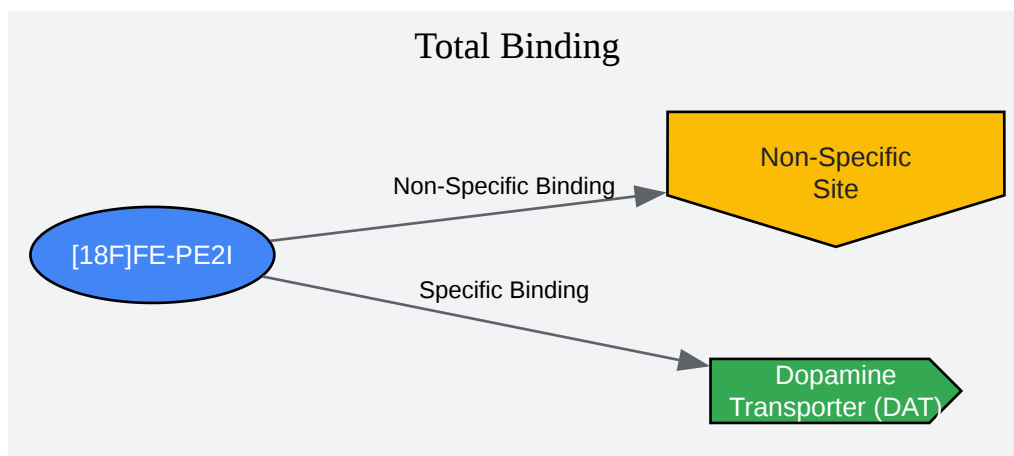 Total Binding
Non-Specific
Site
Non-Specific Binding
[18F]FE-PE2I
Specific Binding
Dopamine
Transporter (DAT)